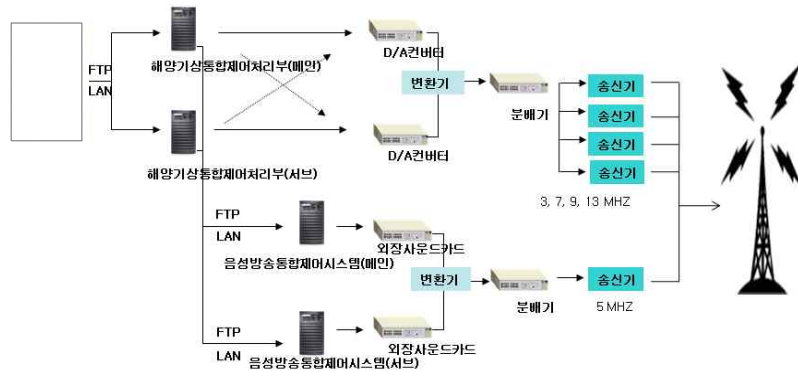 FTP
LAN
해양기상통합제어처리부(메인)
D/A컨버터
변환기
분배기
송신기
송신기
송신기
송신기
3, 7, 9, 13 MHZ
해양기상통합제어처리부(서브)
D/A컨버터
FTP
LAN
음성방송통합제어시스템(메인)
외장사운드카드
변환기
분배기
송신기
5 MHZ
FTP
LAN
음성방송통합제어시스템(서브)
외장사운드카드